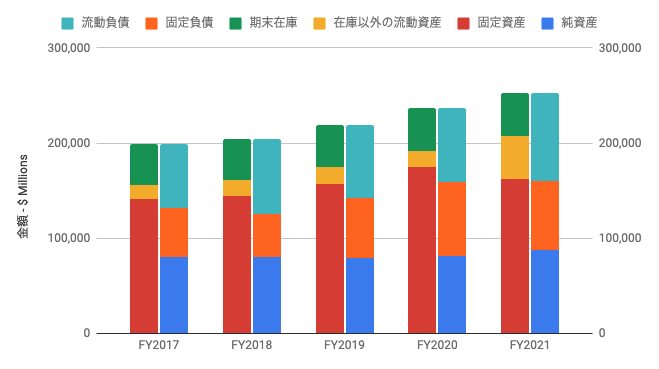 流動負債 固定負債 期末在庫 在庫以外の流動資産 固定資産 純資産
300,000 300,000
200,000 200,000
100,000 100,000
0 0
金額 - $ Millions
FY2017 FY2018 FY2019 FY2020 FY2021